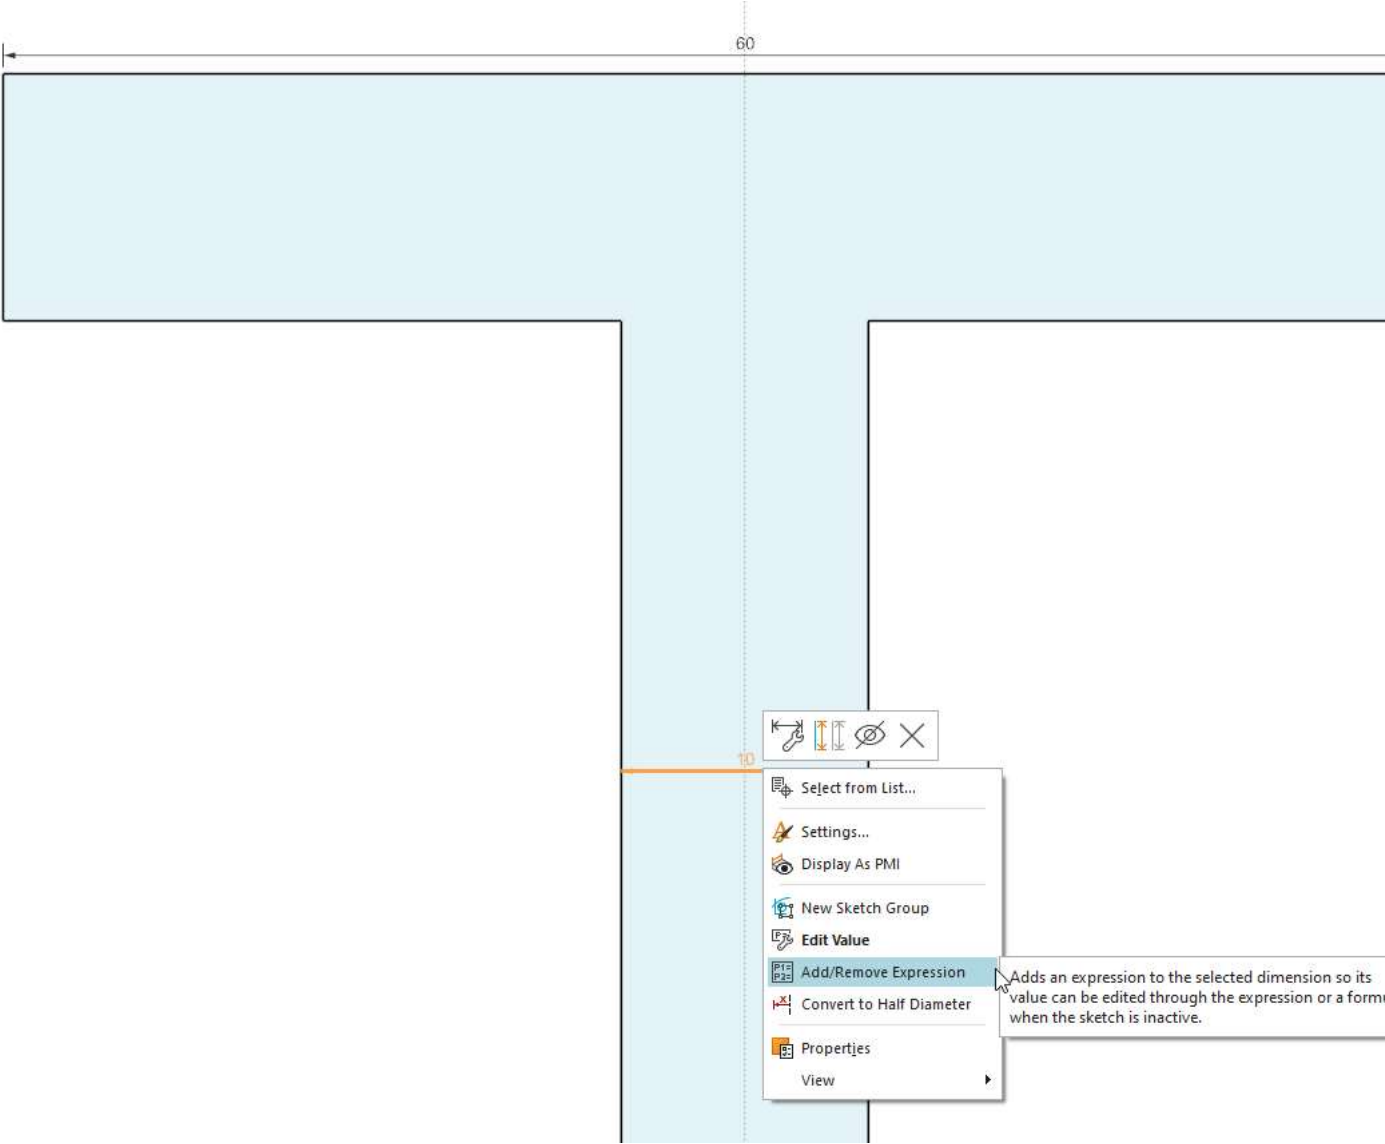 60
10
Select from List...
Settings...
Display As PMI
New Sketch Group
Edit Value
Add/Remove Expression
Adds an expression to the selected dimension so its
value can be edited through the expression or a form
when the sketch is inactive.
Convert to Half Diameter
Properties
View